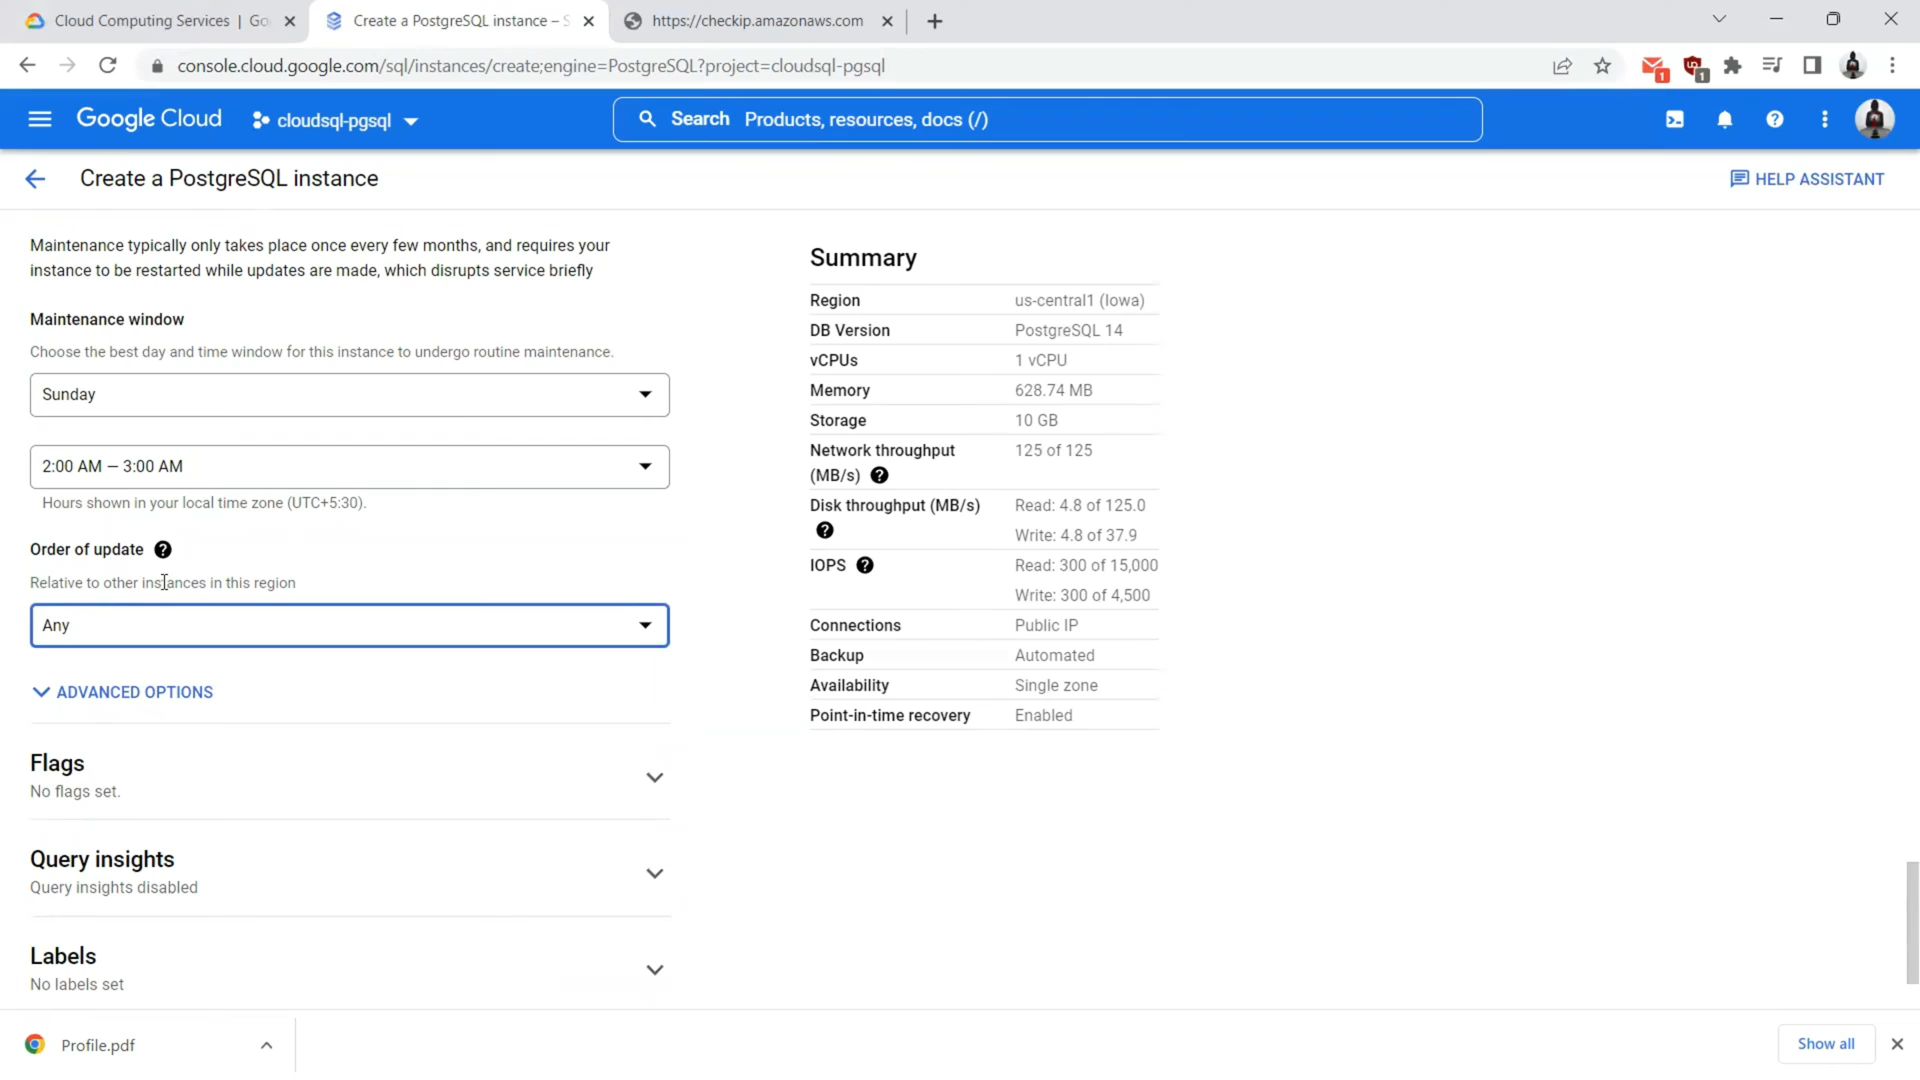 Cloud Computing Services | Go
Create a PostgreSQL instance – S
https://checkip.amazonaws.com
console.cloud.google.com/sql/instances/create;engine=PostgreSQL?project=cloudsql-pgsql
1
1
Google Cloud
cloudsql-pgsql
Search Products, resources, docs (/)
Create a PostgreSQL instance
HELP ASSISTANT
Maintenance typically only takes place once every few months, and requires your
instance to be restarted while updates are made, which disrupts service briefly
Maintenance window
Choose the best day and time window for this instance to undergo routine maintenance.
Sunday
2:00 AM — 3:00 AM
Hours shown in your local time zone (UTC+5:30).
Order of update
Relative to other instances in this region
Any
ADVANCED OPTIONS
Flags
No flags set.
Query insights
Query insights disabled
Labels
No labels set
Summary
Region us-central1 (Iowa)
DB Version PostgreSQL 14
vCPUs 1 vCPU
Memory 628.74 MB
Storage 10 GB
Network throughput 125 of 125
(MB/s)
Disk throughput (MB/s) Read: 4.8 of 125.0
Write: 4.8 of 37.9
IOPS Read: 300 of 15,000
Write: 300 of 4,500
Connections Public IP
Backup Automated
Availability Single zone
Point-in-time recovery Enabled
Profile.pdf
Show all